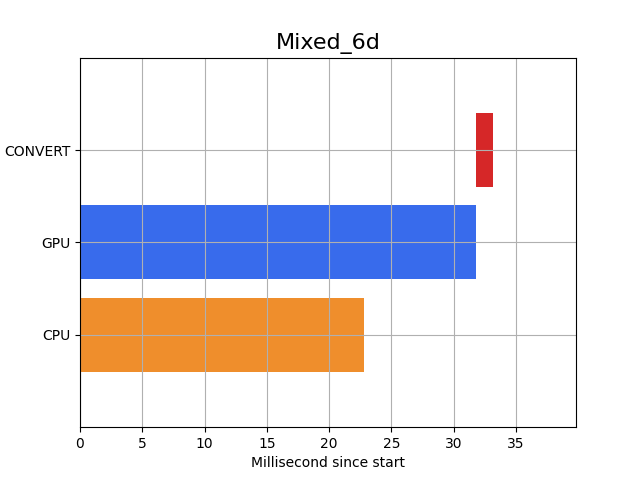 Mixed_6d
CONVERT
GPU
CPU
0 5 10 15 20 25 30 35
Millisecond since start